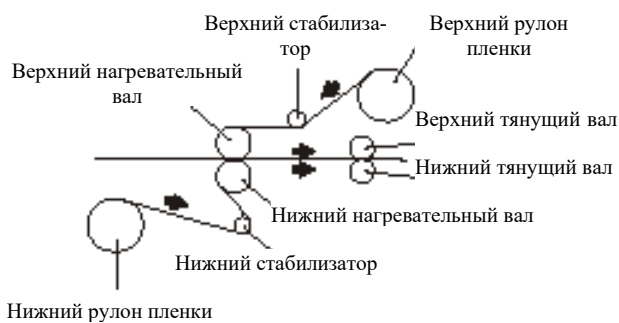 Верхний стабилиза-
тор
Верхний рулон
пленки
Верхний нагревательный
вал
Верхний тянущий вал
Нижний тянущий вал
Нижний нагревательный вал
Нижний стабилизатор
Нижний рулон пленки